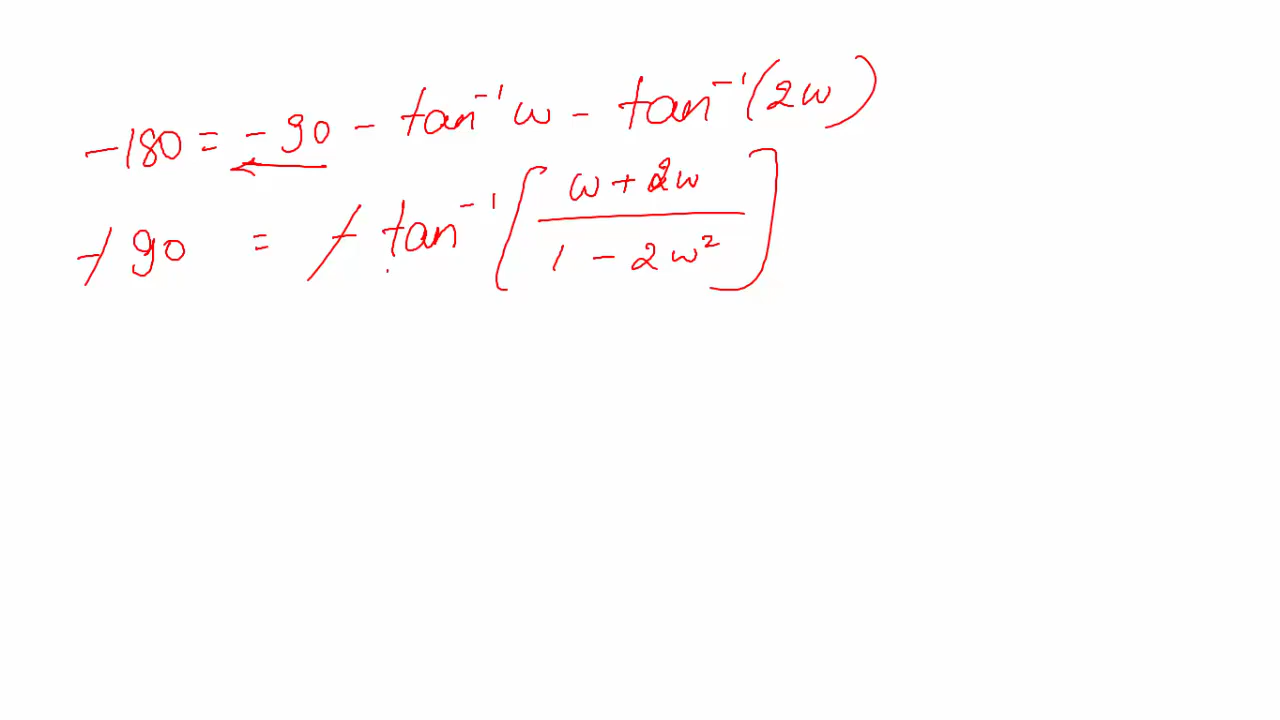 -180 = -90 - tan⁻¹ω - tan⁻¹(2ω)
-90 = - tan⁻¹[(ω + 2ω)/(1 - 2ω²)]